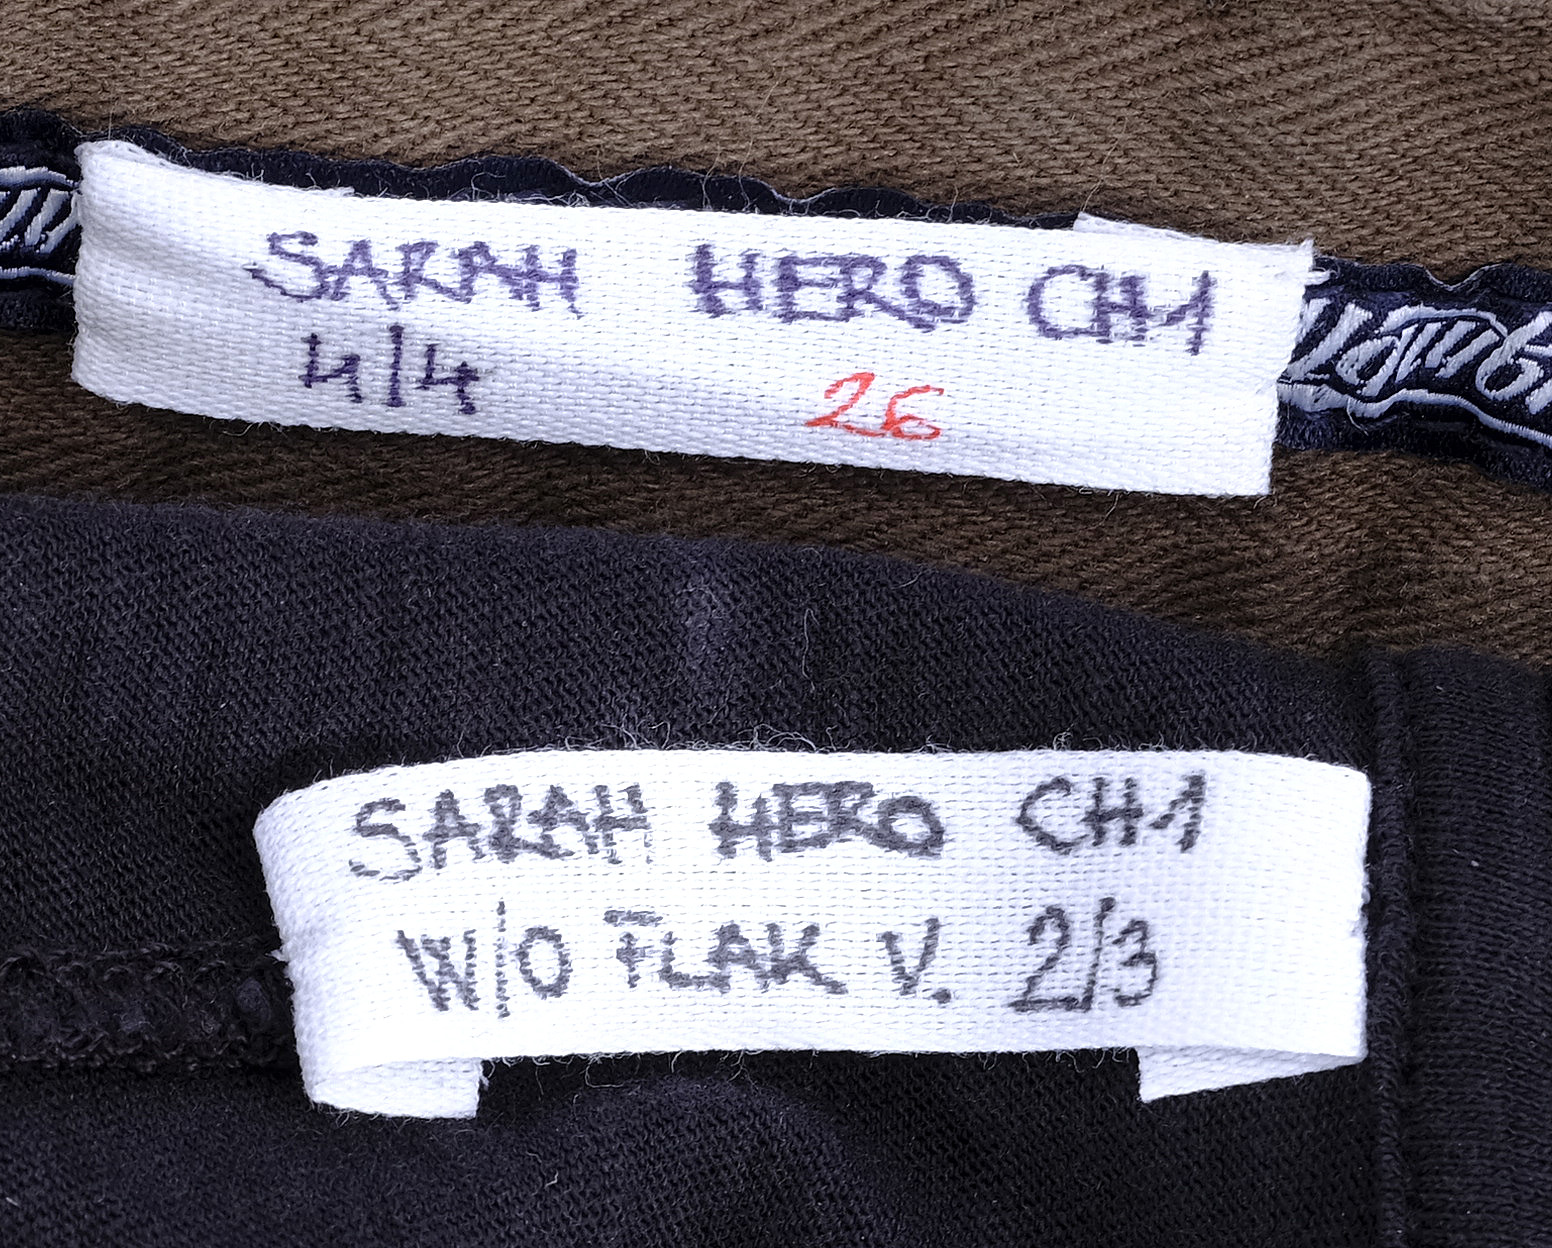 SARAH HERO CH1
4/4 26
SARAH HERO CH1
W/O FLAK V. 2/3